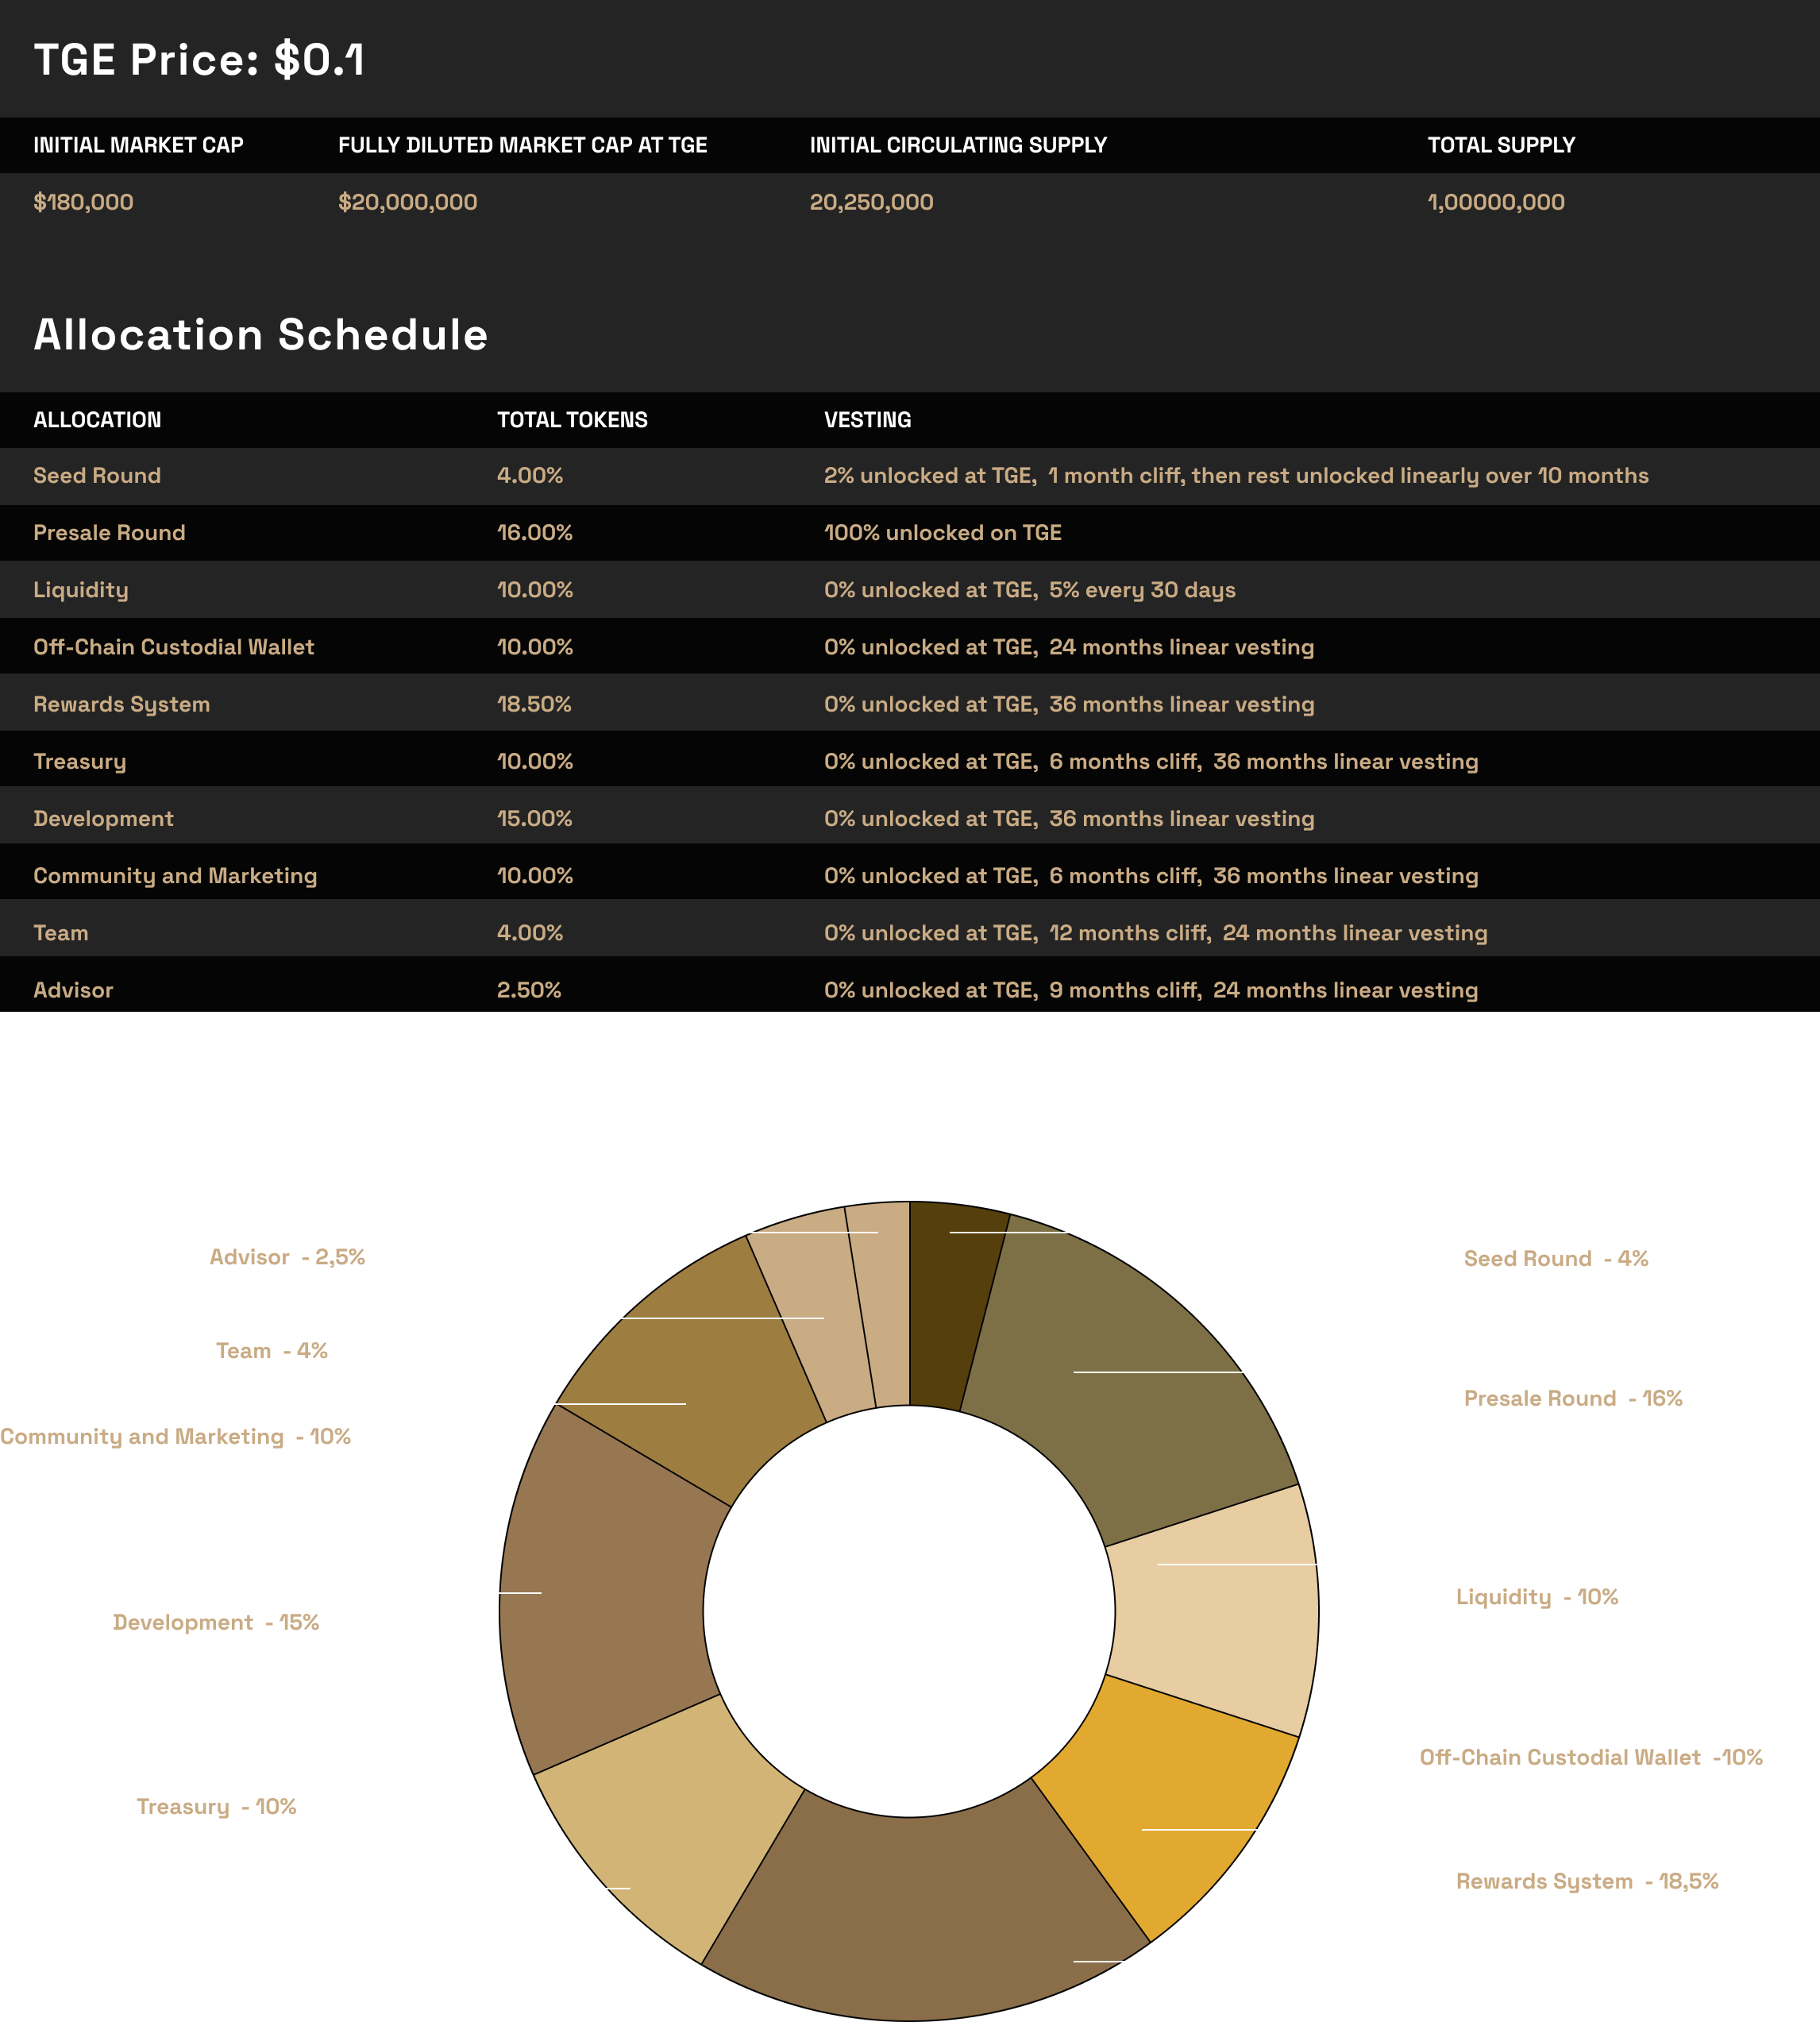 TGE Price: $0.1
INITIAL MARKET CAP FULLY DILUTED MARKET CAP AT TGE INITIAL CIRCULATING SUPPLY TOTAL SUPPLY
$180,000 $20,000,000 20,250,000 1,00000,000
Allocation Schedule
ALLOCATION TOTAL TOKENS VESTING
Seed Round 4.00% 2% unlocked at TGE, 1 month cliff, then rest unlocked linearly over 10 months
Presale Round 16.00% 100% unlocked on TGE
Liquidity 10.00% 0% unlocked at TGE, 5% every 30 days
Off-Chain Custodial Wallet 10.00% 0% unlocked at TGE, 24 months linear vesting
Rewards System 18.50% 0% unlocked at TGE, 36 months linear vesting
Treasury 10.00% 0% unlocked at TGE, 6 months cliff, 36 months linear vesting
Development 15.00% 0% unlocked at TGE, 36 months linear vesting
Community and Marketing 10.00% 0% unlocked at TGE, 6 months cliff, 36 months linear vesting
Team 4.00% 0% unlocked at TGE, 12 months cliff, 24 months linear vesting
Advisor 2.50% 0% unlocked at TGE, 9 months cliff, 24 months linear vesting
Advisor - 2,5%
Seed Round - 4%
Team - 4%
Presale Round - 16%
Community and Marketing - 10%
Liquidity - 10%
Development - 15%
Off-Chain Custodial Wallet -10%
Treasury - 10%
Rewards System - 18,5%